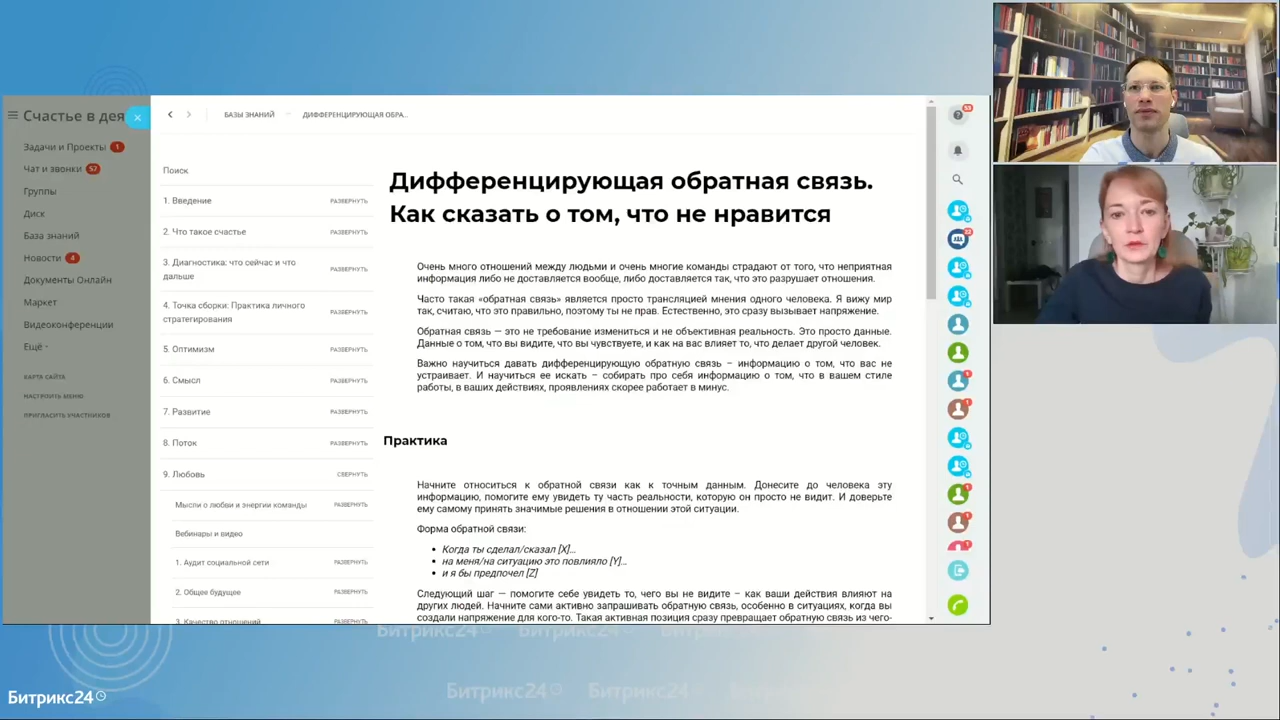 Счастье в дея
Задачи и Проекты 1
Чат и звонки 57
Группы
Диск
База знаний
Новости 4
Документы Онлайн
Маркет
Видеоконференции
Ещё
КАРТА САЙТА
НАСТРОИТЬ МЕНЮ
ПРИГЛАСИТЬ УЧАСТНИКОВ
БАЗЫ ЗНАНИЙ
ДИФФЕРЕНЦИРУЮЩАЯ ОБРА...
Поиск
1. Введение РАЗВЕРНУТЬ
2. Что такое счастье РАЗВЕРНУТЬ
3. Диагностика: что сейчас и что
дальше РАЗВЕРНУТЬ
4. Точка сборки: Практика личного
стратегирования РАЗВЕРНУТЬ
5. Оптимизм РАЗВЕРНУТЬ
6. Смысл РАЗВЕРНУТЬ
7. Развитие РАЗВЕРНУТЬ
8. Поток РАЗВЕРНУТЬ
9. Любовь СВЕРНУТЬ
Мысли о любви и энергии команды РАЗВЕРНУТЬ
Вебинары и видео
1. Аудит социальной сети РАЗВЕРНУТЬ
2. Общее будущее РАЗВЕРНУТЬ
3. Качество отношений РАЗВЕРНУТЬ
Дифференцирующая обратная связь.
Как сказать о том, что не нравится
Очень много отношений между людьми и очень многие команды страдают от того, что неприятная
информация либо не доставляется вообще, либо доставляется так, что это разрушает отношения.
Часто такая «обратная связь» является просто трансляцией мнения одного человека. Я вижу мир
так, считаю, что это правильно, поэтому ты не прав. Естественно, это сразу вызывает напряжение.
Обратная связь — это не требование измениться и не объективная реальность. Это просто данные.
Данные о том, что вы видите, что вы чувствуете, и как на вас влияет то, что делает другой человек.
Важно научиться давать дифференцирующую обратную связь – информацию о том, что вас не
устраивает. И научиться ее искать – собирать про себя информацию о том, что в вашем стиле
работы, в ваших действиях, проявлениях скорее работает в минус.
Практика
Начните относиться к обратной связи как к точным данным. Донесите до человека эту
информацию, помогите ему увидеть ту часть реальности, которую он просто не видит. И доверьте
ему самому принять значимые решения в отношении этой ситуации.
Форма обратной связи:
• Когда ты сделал/сказал [X]...
• на меня/на ситуацию это повлияло [Y]...
• и я бы предпочел [Z]
Следующий шаг — помогите себе увидеть то, чего вы не видите – как ваши действия влияют на
других людей. Начните сами активно запрашивать обратную связь, особенно в ситуациях, когда вы
создали напряжение для кого-то. Такая активная позиция сразу превращает обратную связь из чего-
Битрикс24 Битрикс24 Битрикс24
Битрикс24 Битрикс24
Битрикс24